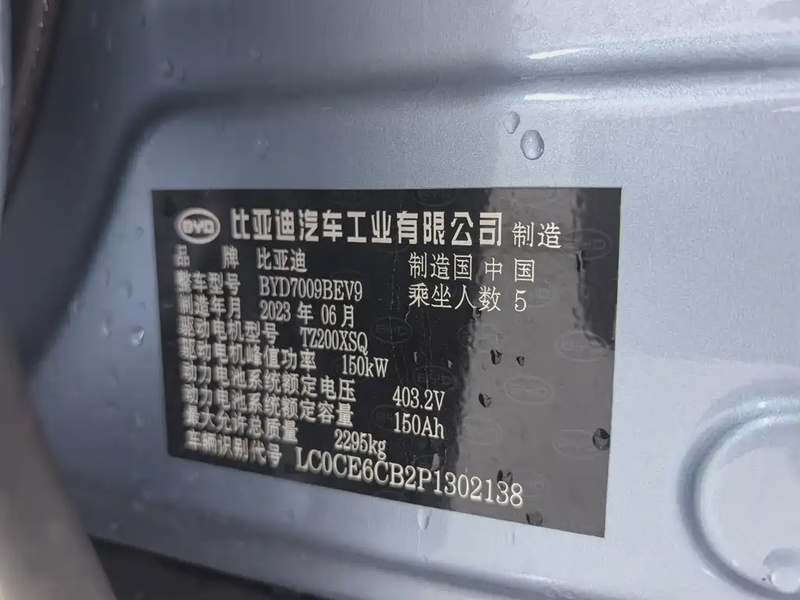 BYD 比亚迪汽车工业有限公司 制造
品牌 比亚迪 制造国 中国
整车型号 BYD7009BEV9 乘坐人数 5
制造年月 2023 年 06 月
驱动电机型号 TZ200XSQ
驱动电机峰值功率 150kW
动力电池系统额定电压 403.2V
动力电池系统额定容量 150Ah
最大允许总质量 2295kg
车辆识别代号 LC0CE6CB2P1302138